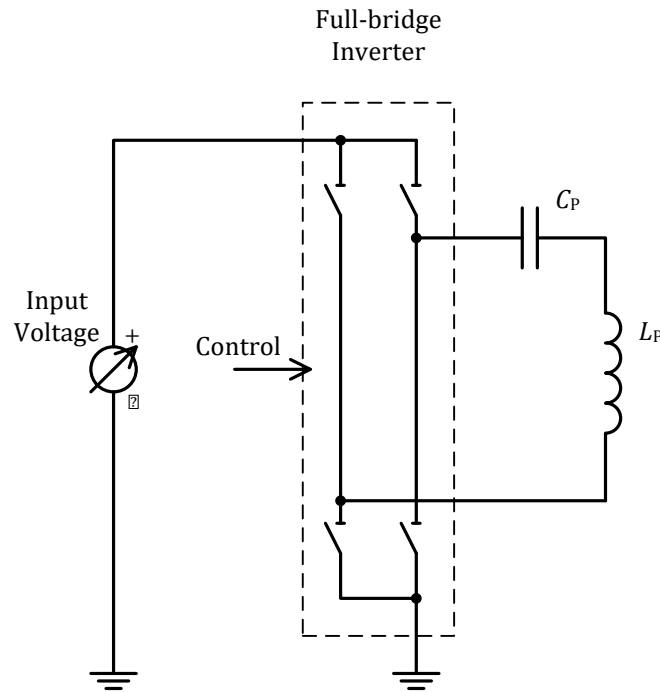 Full-bridge
Inverter
C_P
Input
Voltage
+
Control
L_P